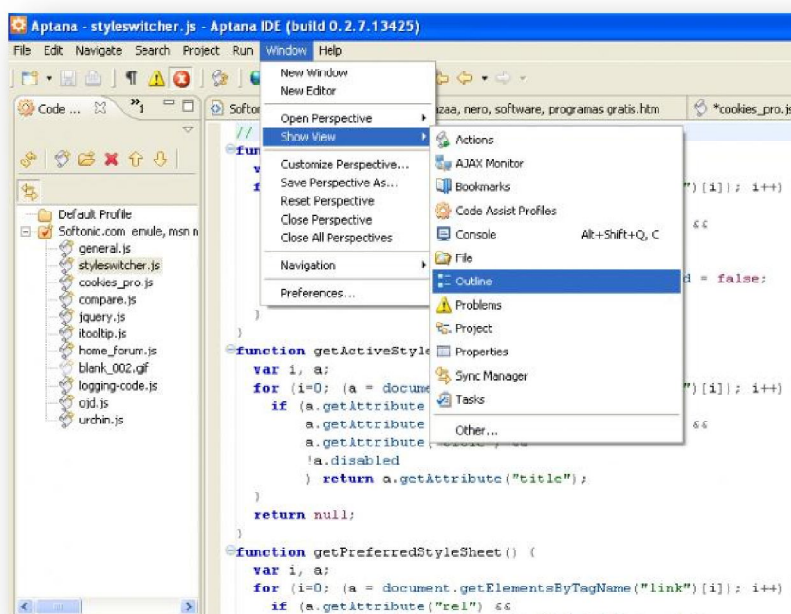 Aptana - styleswitcher.js - Aptana IDE (build 0.2.7.13425)
File Edit Navigate Search Project Run Window Help
Code ...
Softonic.com emule, msn n
general.js
styleswitcher.js
cookies_pro.js
compare.js
jquery.js
itooltip.js
home_forum.js
blank_002.gif
logging-code.js
ojd.js
urchin.js
Default Profile
New Window
New Editor
Open Perspective
Show View
Customize Perspective...
Save Perspective As...
Reset Perspective
Close Perspective
Close All Perspectives
Navigation
Preferences...
Actions
AJAX Monitor
Bookmarks
Code Assist Profiles
Console Alt+Shift+Q, C
File
Outline
Problems
Project
Properties
Sync Manager
Tasks
Other...
nero, software, programas gratis.htm
*cookies_pro.js
//
")[i]); i++)
&&
d = false;
}
}
function getActiveStyle
var i, a;
for (i=0; (a = docume ")[i]); i++)
if (a.getAttribute &&
a.getAttribute
a.getAttribute
!a.disabled
) return a.getAttribute("title");
}
return null;
}
function getPreferredStyleSheet() {
var i, a;
for (i=0; (a = document.getElementsByTagName("link")[i]); i++)
if (a.getAttribute("rel") &&